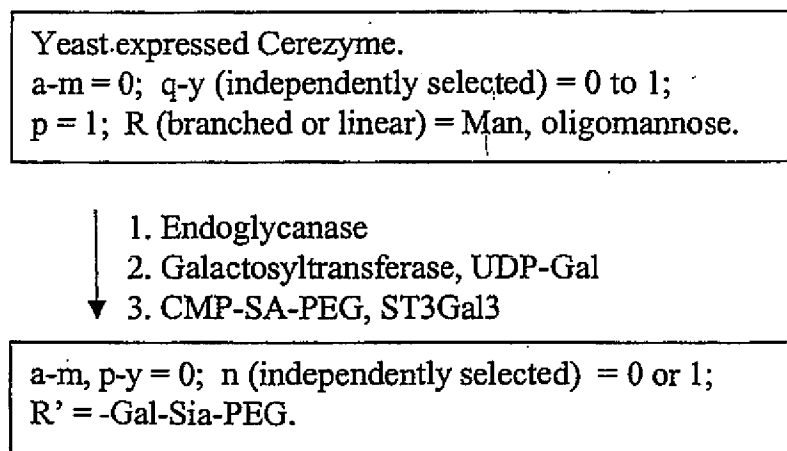 Yeast expressed Cerezyme.
a-m = 0; q-y (independently selected) = 0 to 1;
p = 1; R (branched or linear) = Man, oligomannose.
1. Endoglycanase
2. Galactosyltransferase, UDP-Gal
3. CMP-SA-PEG, ST3Gal3
a-m, p-y = 0; n (independently selected) = 0 or 1;
R' = -Gal-Sia-PEG.